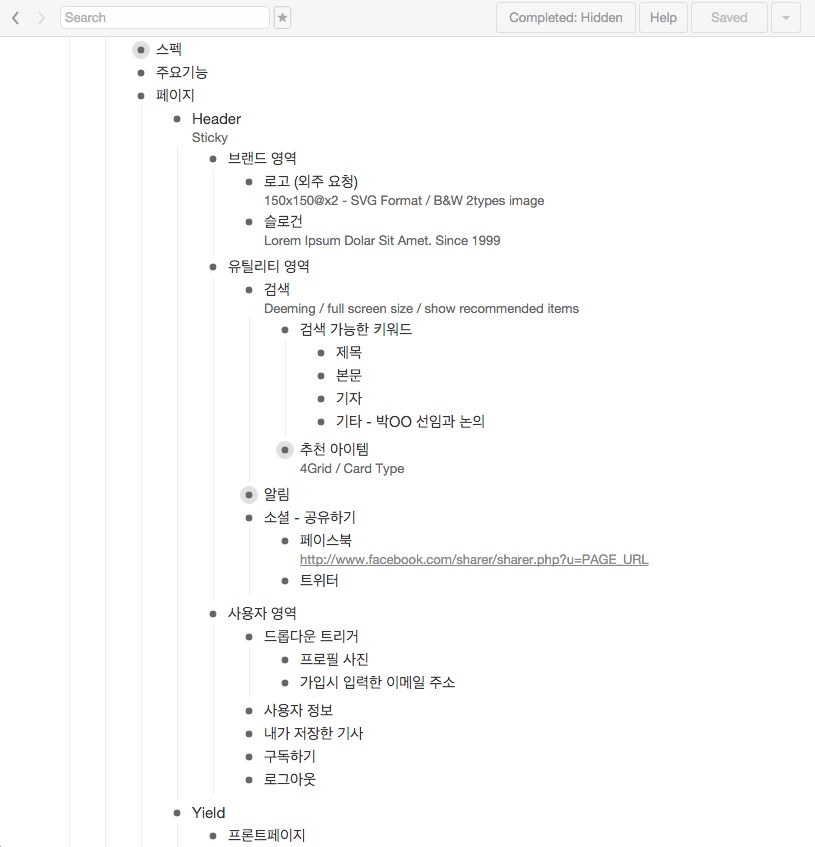 Search
Completed: Hidden
Help
Saved
스펙
주요기능
페이지
Header
Sticky
브랜드 영역
로고 (외주 요청)
150x150@x2 - SVG Format / B&W 2types image
슬로건
Lorem Ipsum Dolar Sit Amet. Since 1999
유틸리티 영역
검색
Deeming / full screen size / show recommended items
검색 가능한 키워드
제목
본문
기자
기타 - 박OO 선임과 논의
추천 아이템
4Grid / Card Type
알림
소셜 - 공유하기
페이스북
http://www.facebook.com/sharer/sharer.php?u=PAGE_URL
트위터
사용자 영역
드롭다운 트리거
프로필 사진
가입시 입력한 이메일 주소
사용자 정보
내가 저장한 기사
구독하기
로그아웃
Yield
프론트페이지